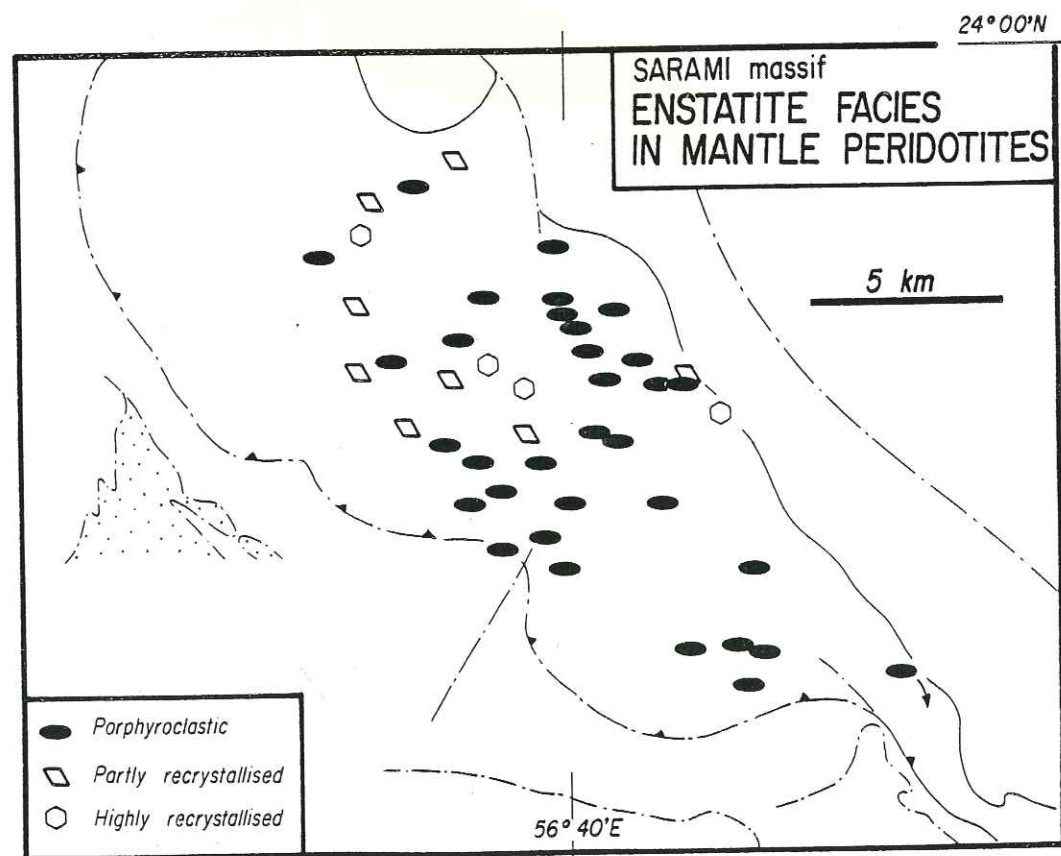 24°00'N
SARAMI massif
ENSTATITE FACIES
IN MANTLE PERIDOTITES
5 km
Porphyroclastic
Partly recrystallised
Highly recrystallised
56°40'E